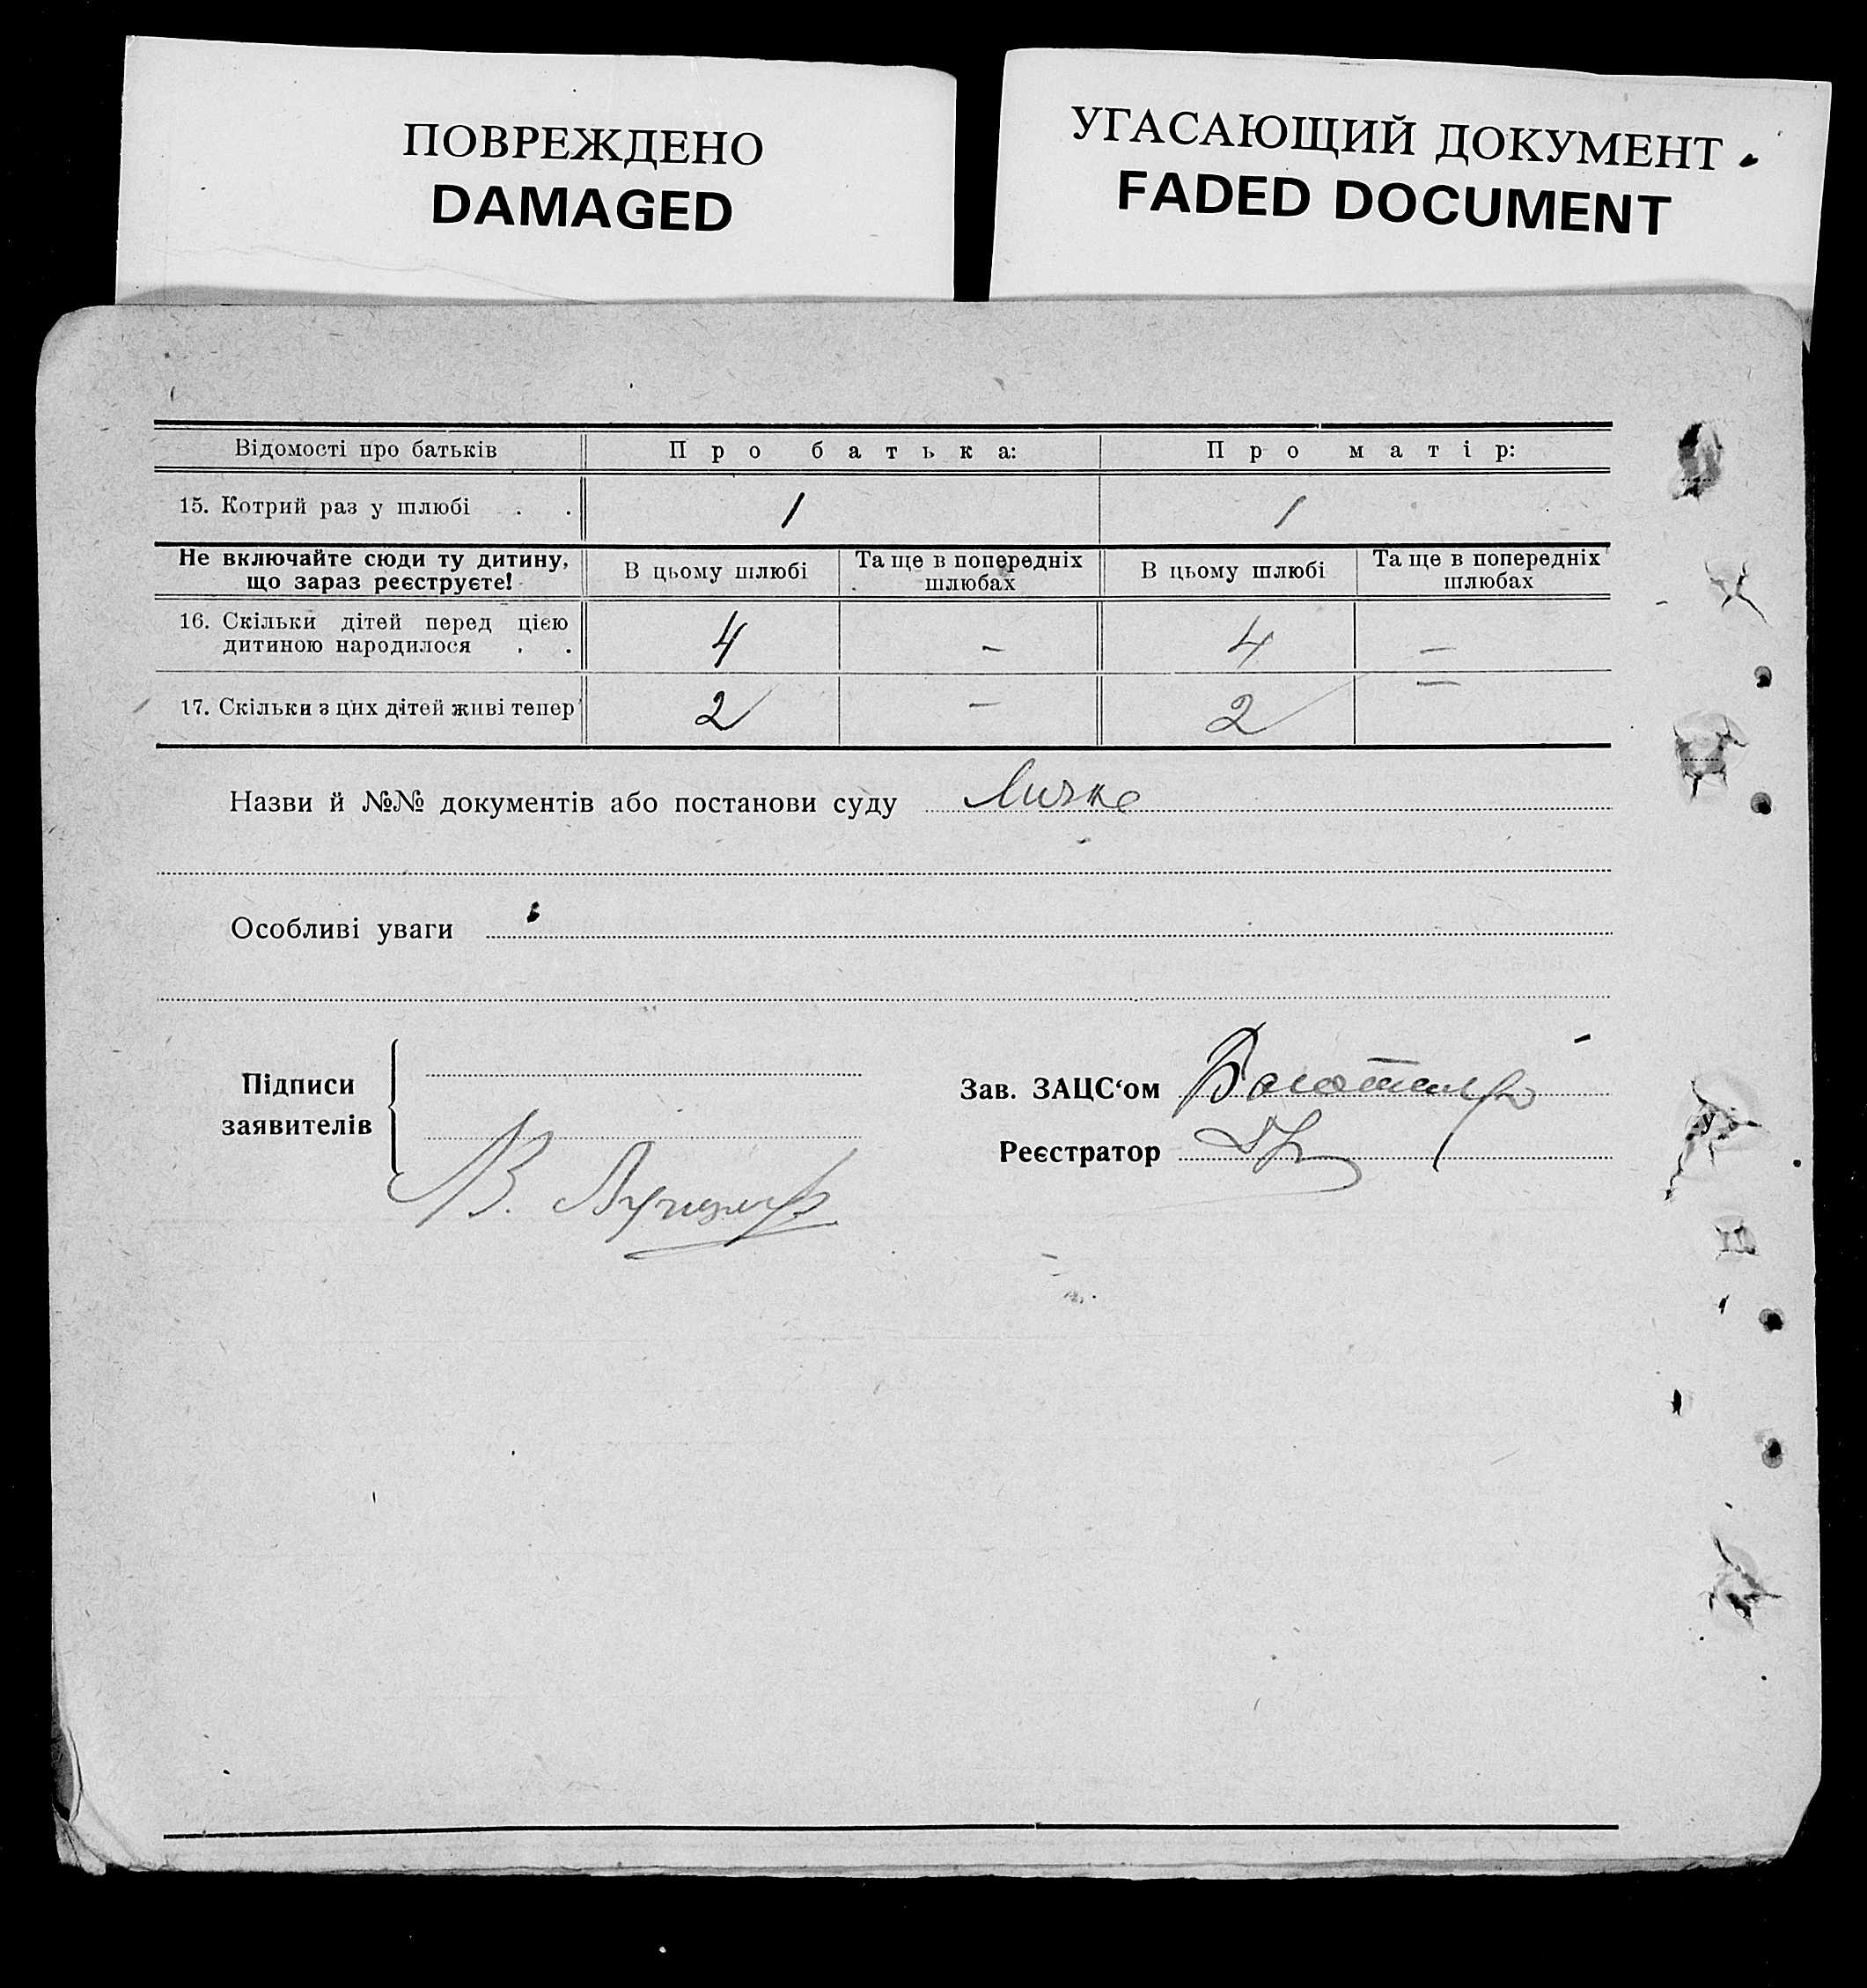 ПОВРЕЖДЕНО
DAMAGED
УГАСАЮЩИЙ ДОКУМЕНТ
FADED DOCUMENT
Відомості про батьків Про батька: Про матір:
15. Котрий раз у шлюбі . . 1 1
Не включайте сюди ту дитину, що зараз реєструєте! В цьому шлюбі Та ще в попередніх шлюбах В цьому шлюбі Та ще в попередніх шлюбах
16. Скільки дітей перед цією
дитиною народилося . . 4 - 4 -
17. Скільки з цих дітей живі тепер 2 - 2 -
Назви й №№ документів або постанови суду
Особливі уваги
Підписи
заявителів
Зав. ЗАЦС‘ом
Реєстратор
В.